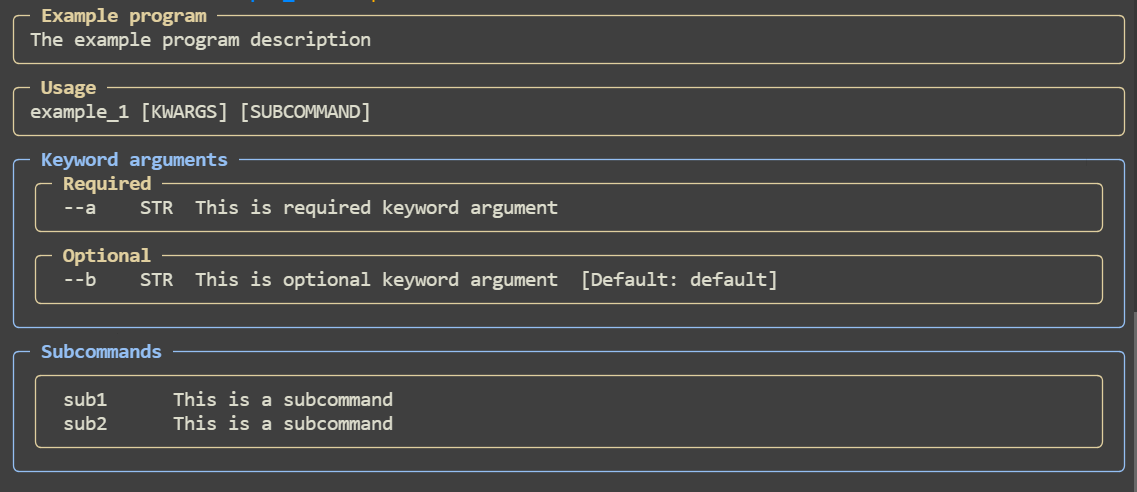 Example program
The example program description
Usage
example_1 [KWARGS] [SUBCOMMAND]
Keyword arguments
Required
--a    STR  This is required keyword argument
Optional
--b    STR  This is optional keyword argument  [Default: default]
Subcommands
sub1      This is a subcommand
sub2      This is a subcommand